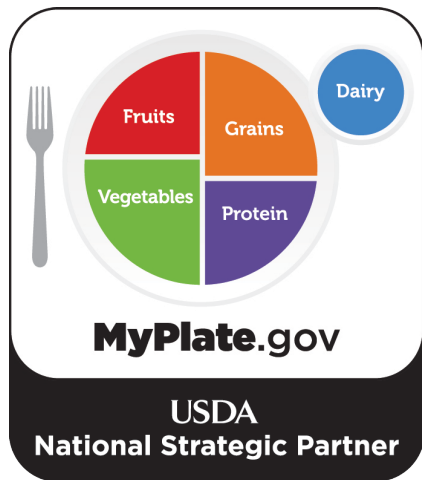 Fruits
Grains
Dairy
Vegetables
Protein
MyPlate.gov
USDA
National Strategic Partner